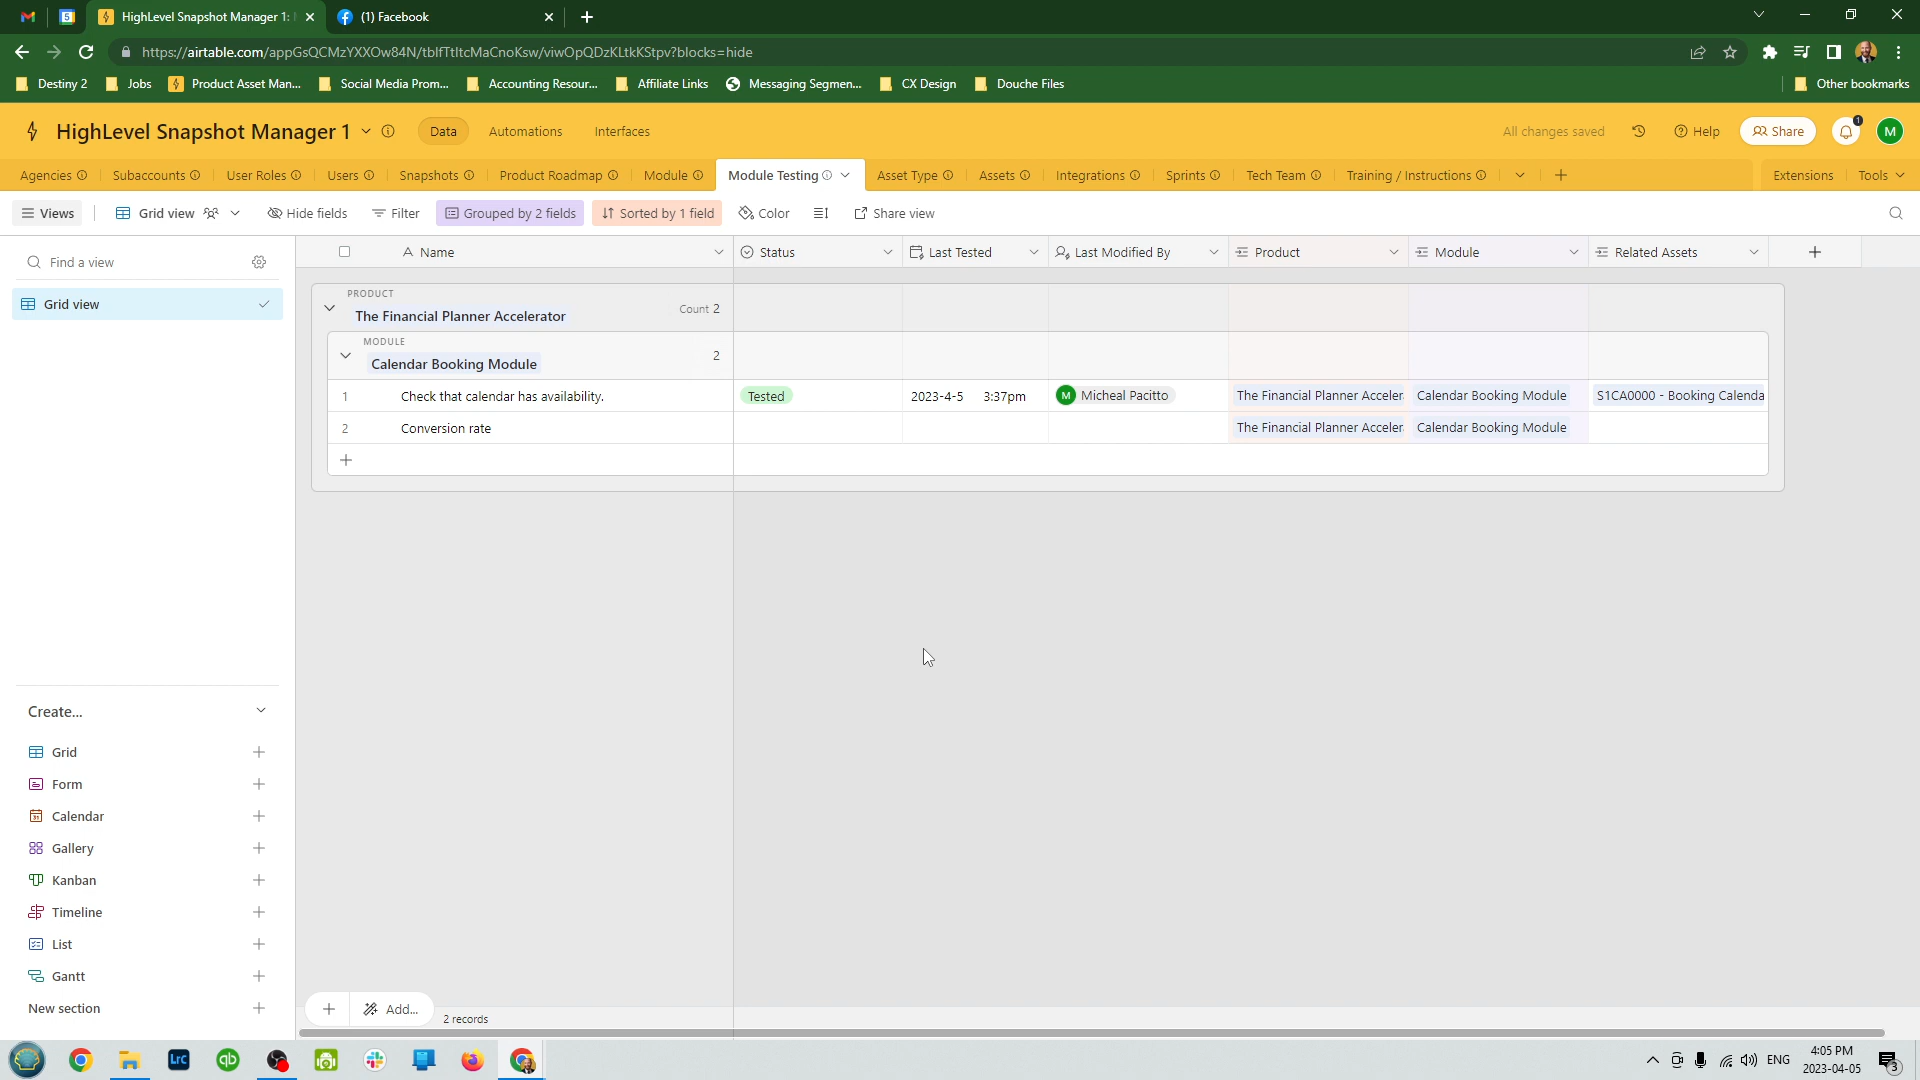 HighLevel Snapshot Manager 1:
(1) Facebook
https://airtable.com/appGsQCMzYXXOw84N/tblfTtltcMaCnoKsw/viwOpQDzKLtkKStpv?blocks=hide
Destiny 2
Jobs
Product Asset Man...
Social Media Prom...
Accounting Resour...
Affiliate Links
Messaging Segmen...
CX Design
Douche Files
Other bookmarks
HighLevel Snapshot Manager 1
Data
Automations
Interfaces
All changes saved
Help
Share
1
M
Agencies
Subaccounts
User Roles
Users
Snapshots
Product Roadmap
Module
Module Testing
Asset Type
Assets
Integrations
Sprints
Tech Team
Training / Instructions
Extensions
Tools
Views
Grid view
Hide fields
Filter
Grouped by 2 fields
Sorted by 1 field
Color
Share view
Find a view
Grid view
Name
Status
Last Tested
Last Modified By
Product
Module
Related Assets
PRODUCT
The Financial Planner Accelerator
Count 2
MODULE
Calendar Booking Module
2
1 Check that calendar has availability. Tested 2023-4-5 3:37pm M Micheal Pacitto The Financial Planner Acceler Calendar Booking Module S1CA0000 - Booking Calenda
2 Conversion rate The Financial Planner Acceler Calendar Booking Module
Create...
Grid
Form
Calendar
Gallery
Kanban
Timeline
List
Gantt
New section
Add...
2 records
Lrc
qb
ENG
4:05 PM
2023-04-05
3